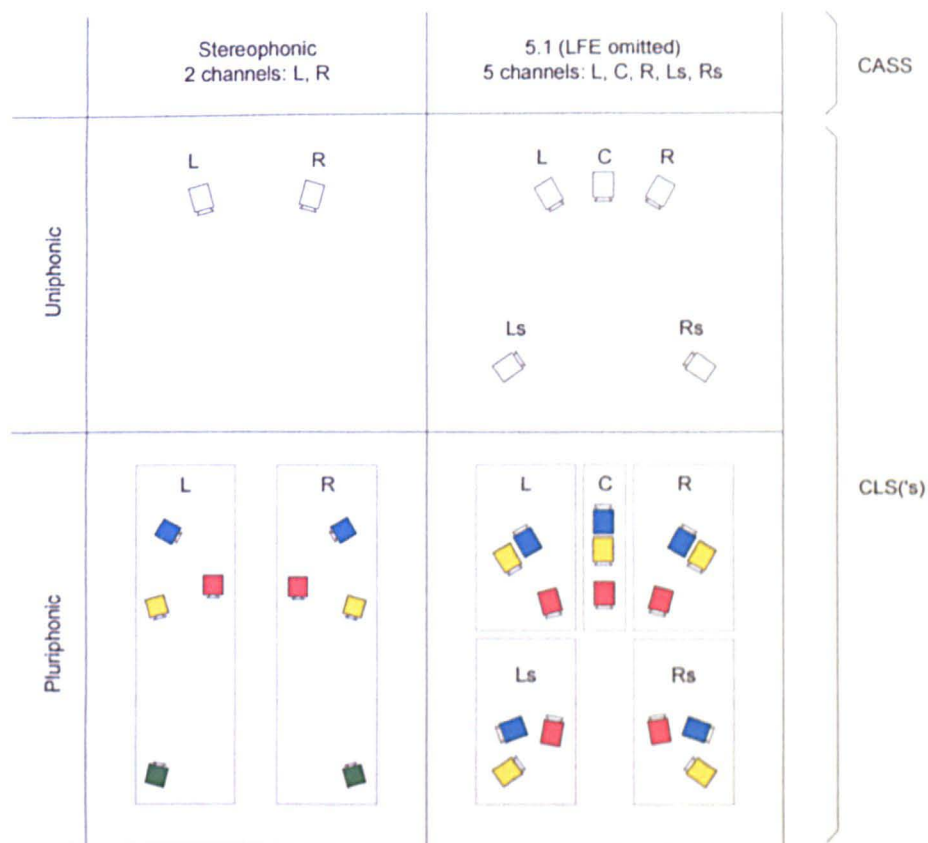 Stereophonic
2 channels: L, R
5.1 (LFE omitted)
5 channels: L, C, R, Ls, Rs
CASS
Uniphonic
L R
L C R
Ls Rs
CLS('s)
Pluriphonic
L R
L C R
Ls Rs